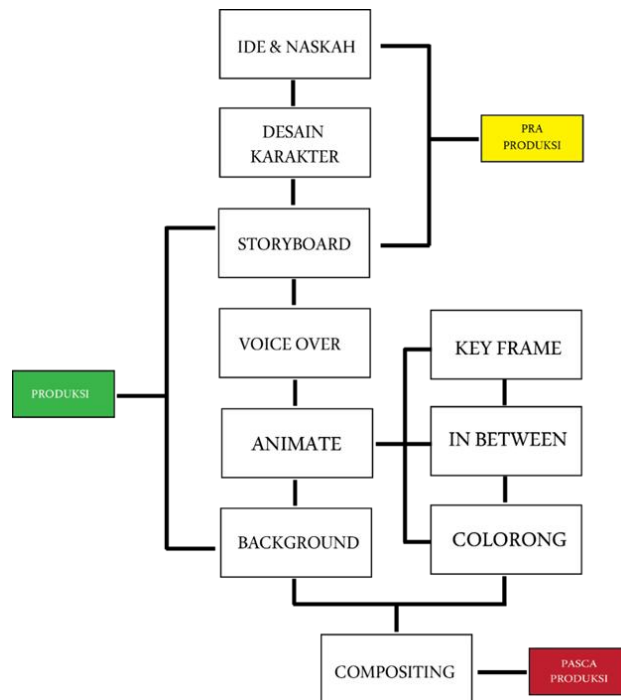 IDE & NASKAH
DESAIN
KARAKTER
PRA
PRODUKSI
STORYBOARD
VOICE OVER
KEY FRAME
PRODUKSI
ANIMATE
IN BETWEEN
BACKGROUND
COLORONG
COMPOSITING
PASCA
PRODUKSI